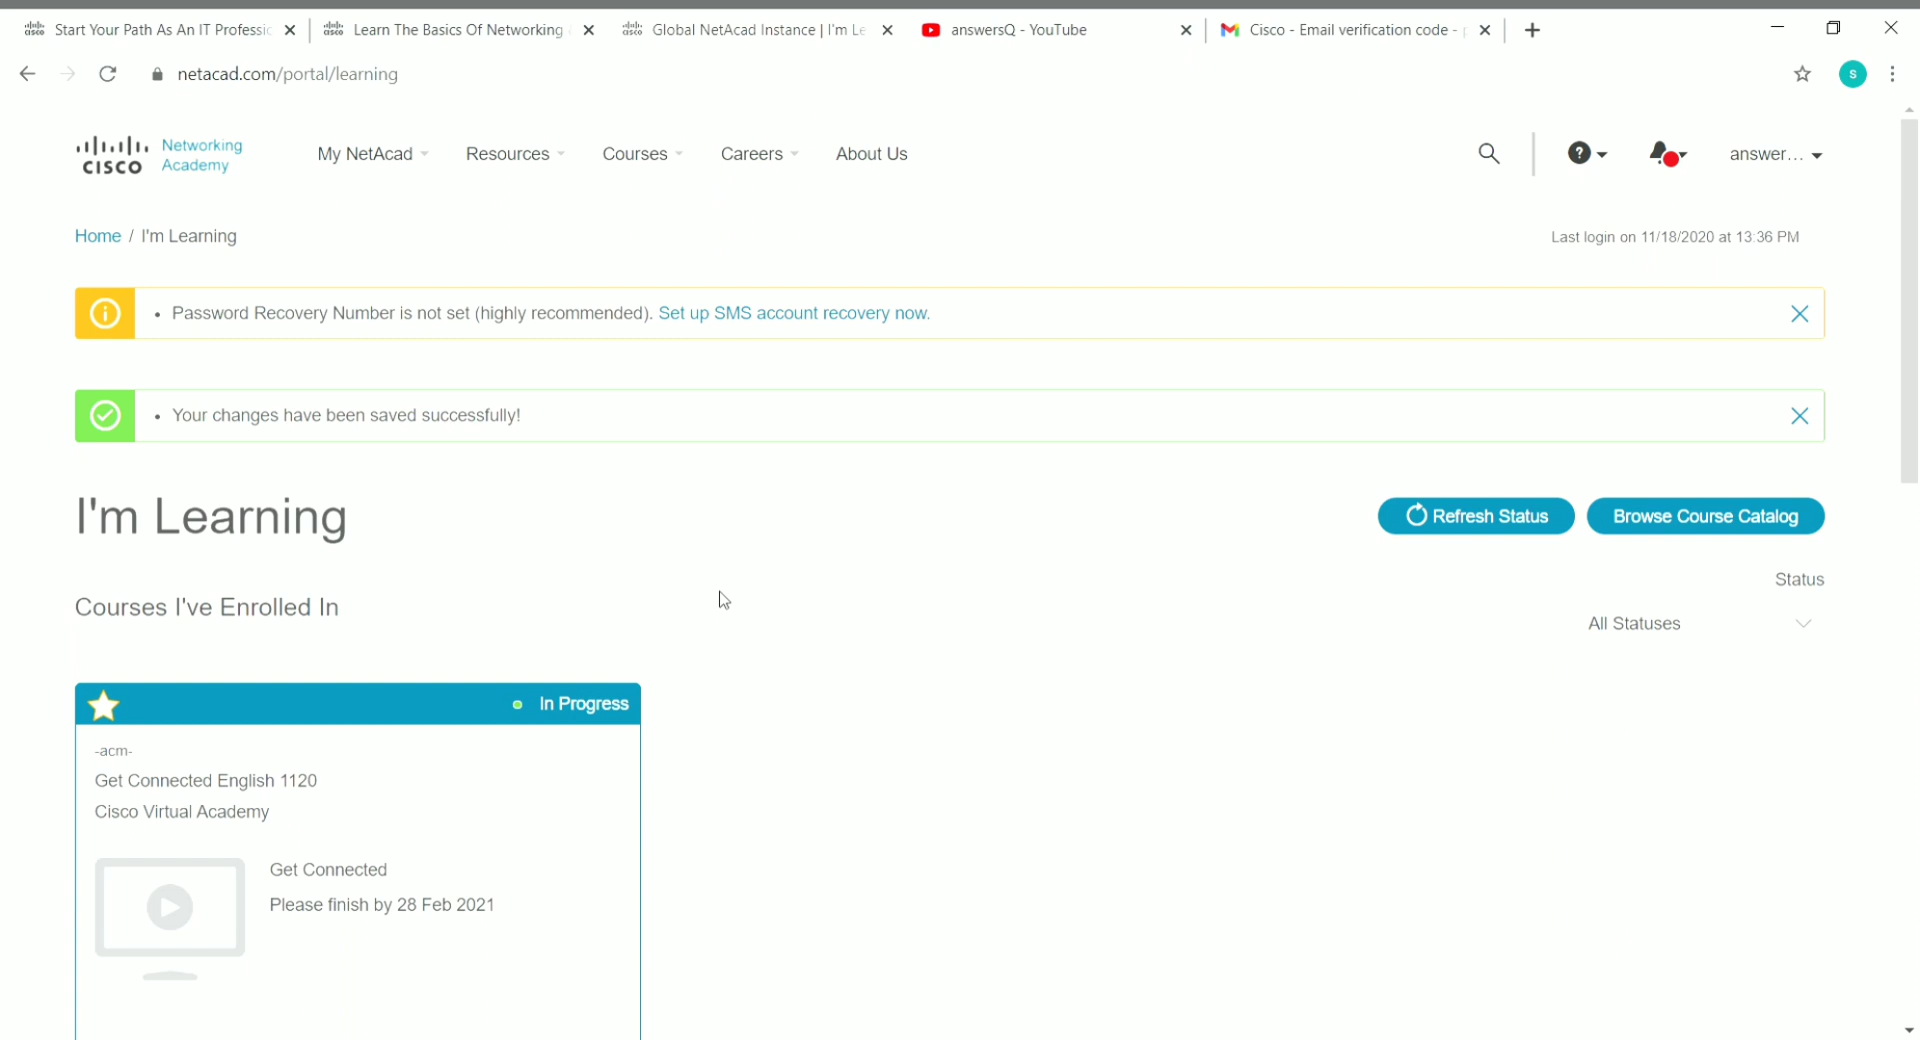 Start Your Path As An IT Professic
Learn The Basics Of Networking
Global NetAcad Instance | I'm Le
answersQ - YouTube
Cisco - Email verification code -
netacad.com/portal/learning
S
CISCO Networking Academy
My NetAcad
Resources
Courses
Careers
About Us
?
answer...
Home / I'm Learning
Last login on 11/18/2020 at 13:36 PM
• Password Recovery Number is not set (highly recommended). Set up SMS account recovery now.
• Your changes have been saved successfully!
I'm Learning
Refresh Status
Browse Course Catalog
Status
Courses I've Enrolled In
All Statuses
In Progress
-acm-
Get Connected English 1120
Cisco Virtual Academy
Get Connected
Please finish by 28 Feb 2021